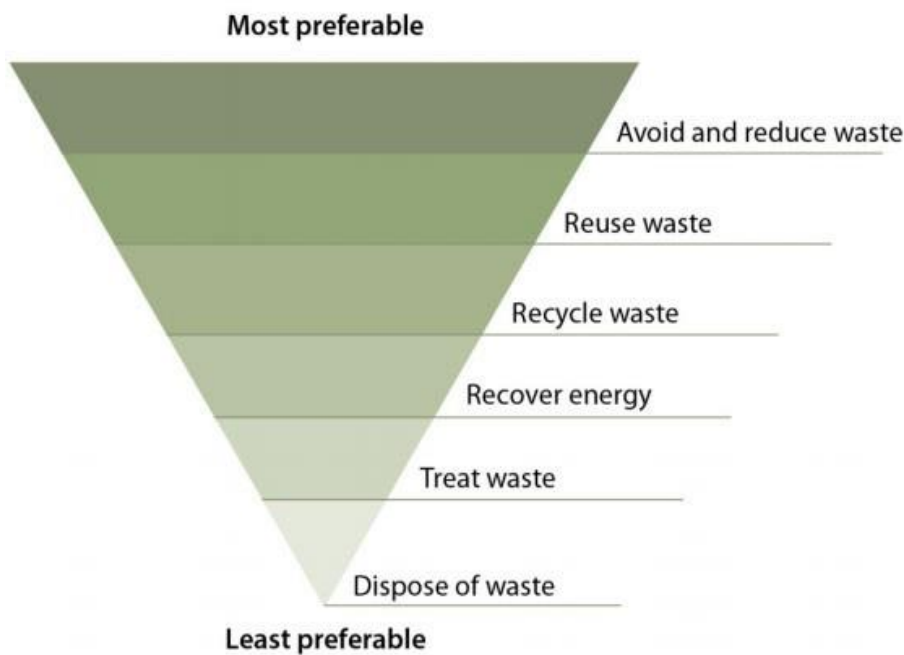 Most preferable
Avoid and reduce waste
Reuse waste
Recycle waste
Recover energy
Treat waste
Dispose of waste
Least preferable